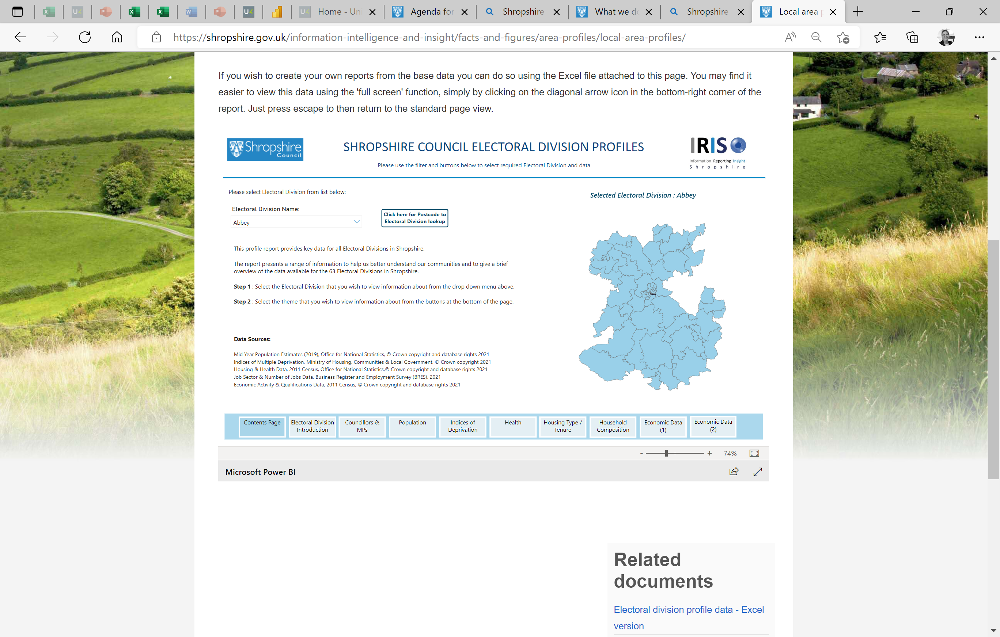 Home - Uni
Agenda for
Shropshire
What we do
Shropshire
Local area p
https://shropshire.gov.uk/information-intelligence-and-insight/facts-and-figures/area-profiles/local-area-profiles/
If you wish to create your own reports from the base data you can do so using the Excel file attached to this page. You may find it
easier to view this data using the 'full screen' function, simply by clicking on the diagonal arrow icon in the bottom-right corner of the
report. Just press escape to then return to the standard page view.
Shropshire
Council
SHROPSHIRE COUNCIL ELECTORAL DIVISION PROFILES
Please use the filter and buttons below to select required Electoral Division and data
IRIS
Information Reporting Insight
Shropshire
Please select Electoral Division from list below:
Selected Electoral Division : Abbey
Electoral Division Name:
Abbey
Click here for Postcode to
Electoral Division lookup
This profile report provides key data for all Electoral Divisions in Shropshire.
The report presents a range of information to help us better understand our communities and to give a brief
overview of the data available for the 63 Electoral Divisions in Shropshire.
Step 1 : Select the Electoral Division that you wish to view information about from the drop down menu above.
Step 2 : Select the theme that you wish to view information about from the buttons at the bottom of the page.
Data Sources:
Mid Year Population Estimates (2019), Office for National Statistics, © Crown copyright and database rights 2021
Indices of Multiple Deprivation, Ministry of Housing, Communities & Local Government, © Crown copyright 2021
Housing & Health Data, 2011 Census, Office for National Statistics,© Crown copyright and database rights 2021
Job Sector & Number of Jobs Data, Business Register and Employment Survey (BRES), 2021
Economic Activity & Qualifications Data, 2011 Census, © Crown copyright and database rights 2021
Contents Page
Electoral Division
Introduction
Councillors &
MPs
Population
Indices of
Deprivation
Health
Housing Type /
Tenure
Household
Composition
Economic Data
(1)
Economic Data
(2)
- + 74%
Microsoft Power BI
Related
documents
Electoral division profile data - Excel
version